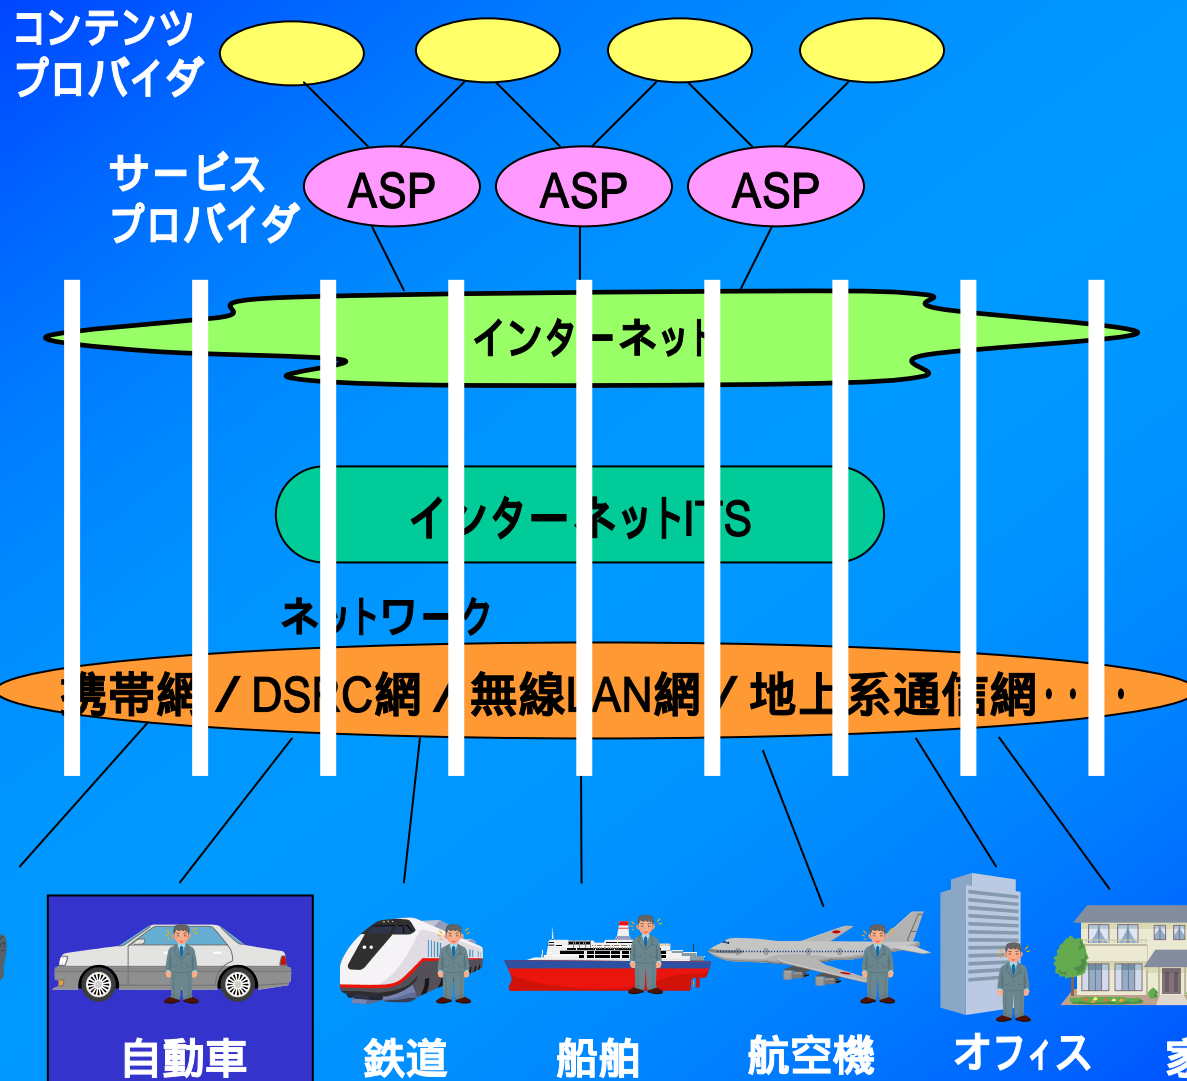 コンテンツ
プロバイダ
サービス
プロバイダ
ASP ASP ASP
インターネット
インターネットITS
ネットワーク
携帯網／DSRC網／無線LAN網／地上系通信網・・・・
自動車 鉄道 船舶 航空機 オフィス